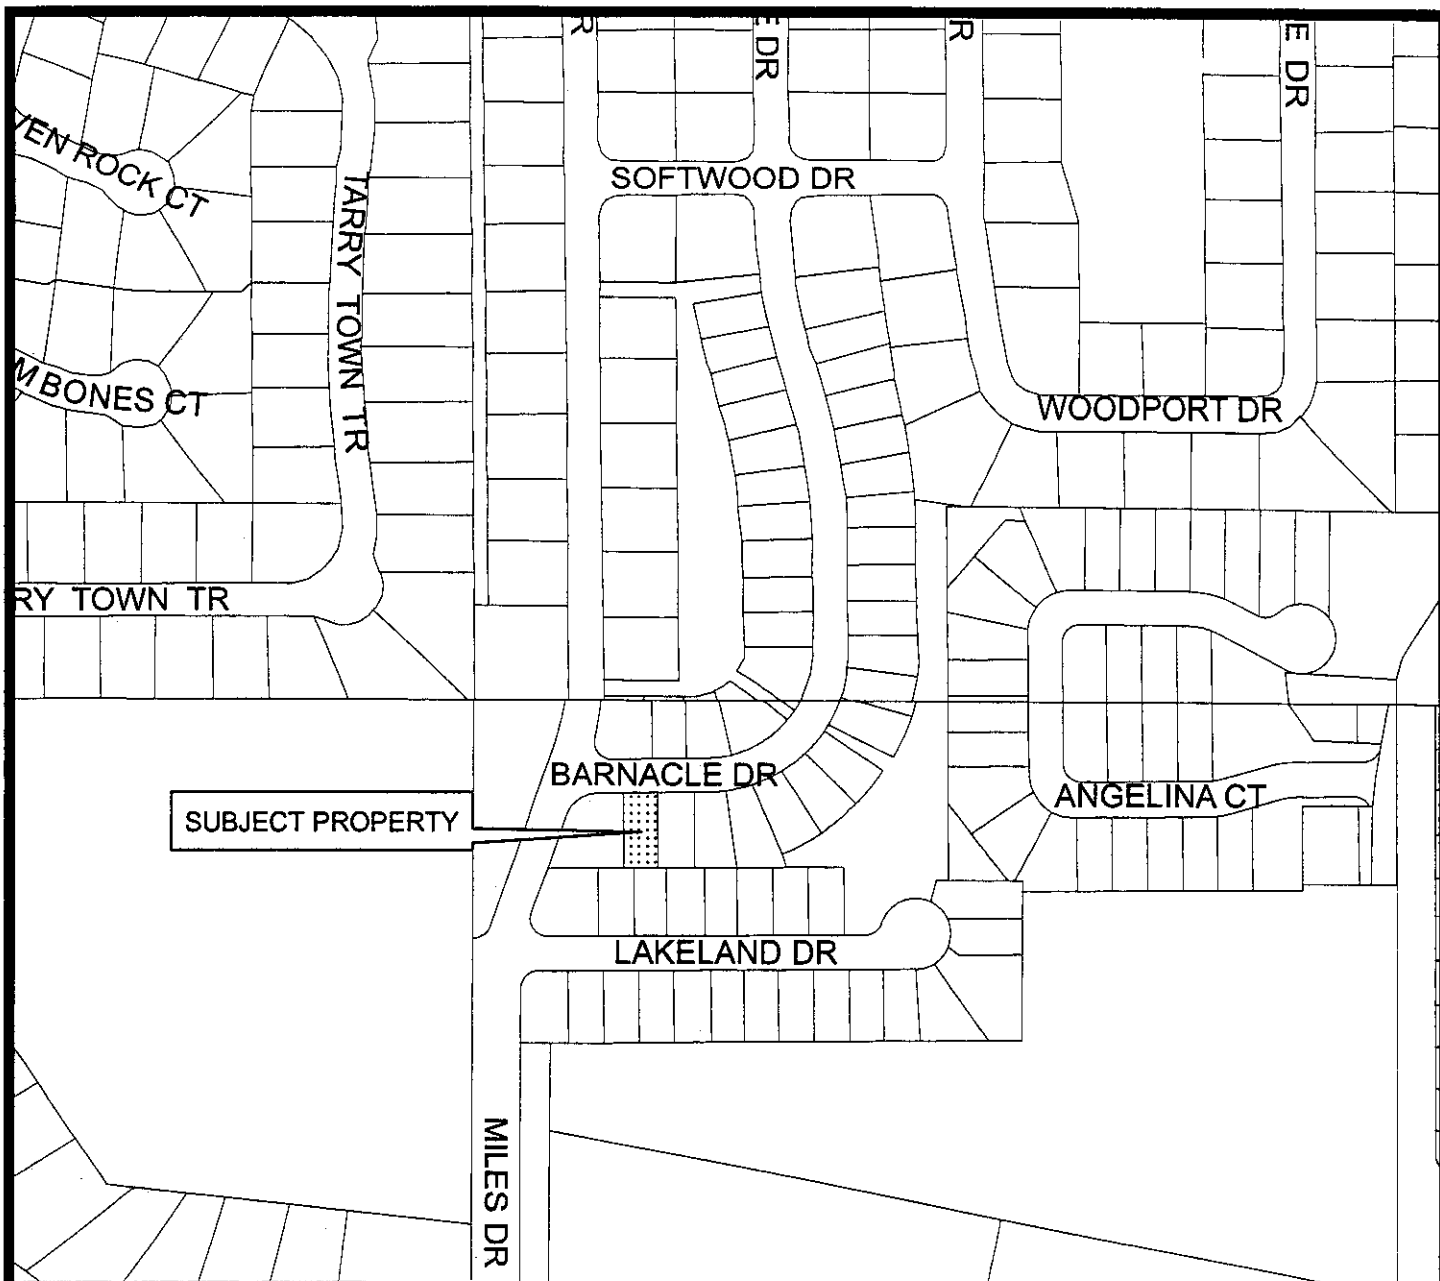 R
E DR
R
E DR
VEN ROCK CT
SOFTWOOD DR
TARRY TOWN TR
M BONES CT
WOODPORT DR
RY TOWN TR
BARNACLE DR
ANGELINA CT
SUBJECT PROPERTY
LAKELAND DR
MILES DR